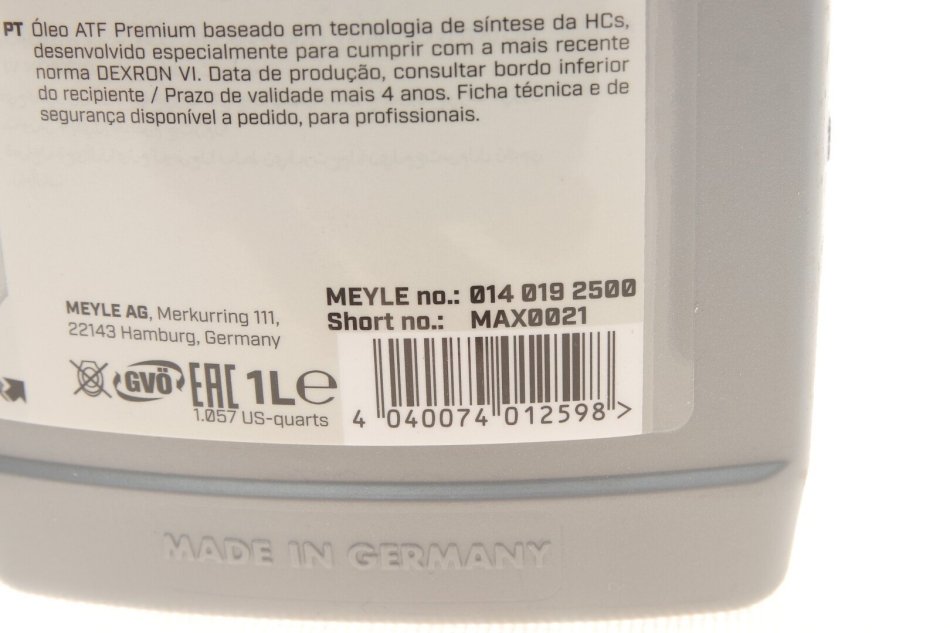 PT Óleo ATF Premium baseado em tecnologia de síntese da HCs,
desenvolvido especialmente para cumprir com a mais recente
norma DEXRON VI. Data de produção, consultar bordo inferior
do recipiente / Prazo de validade mais 4 anos. Ficha técnica e de
segurança disponível a pedido, para profissionais.
MEYLE no.: 014 019 2500
Short no.: MAX0021
MEYLE AG, Merkurring 111,
22143 Hamburg, Germany
GVÖ EAC 1L e
1.057 US-quarts
4 040074 012598 >
MADE IN GERMANY